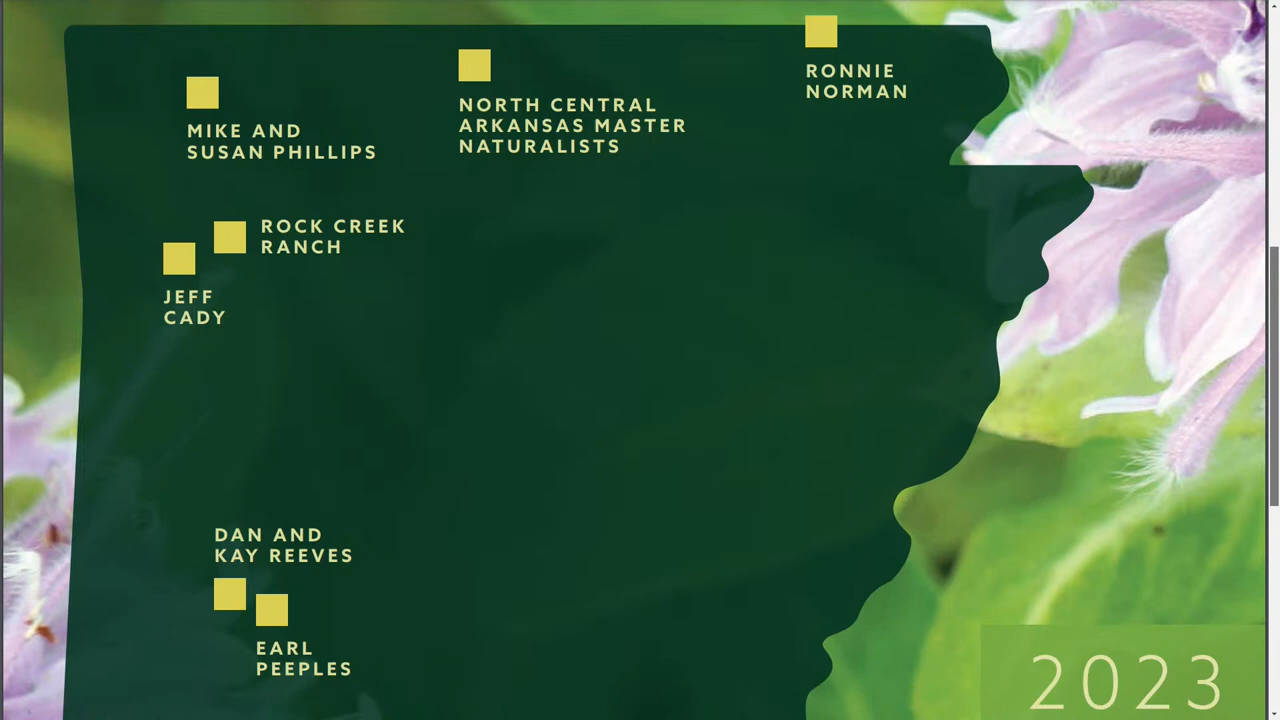 RONNIE
NORMAN
NORTH CENTRAL
ARKANSAS MASTER
NATURALISTS
MIKE AND
SUSAN PHILLIPS
ROCK CREEK
RANCH
JEFF
CADY
DAN AND
KAY REEVES
EARL
PEEPLES
2023